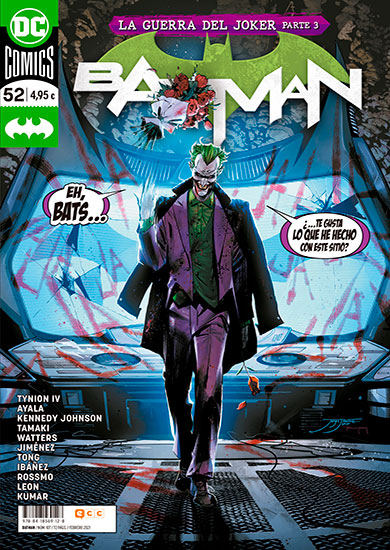 DC
COMICS
52 4,95 €
LA GUERRA DEL JOKER PARTE 3
BATMAN
EH,
BATS...
¿...TE GUSTA
LO QUE HE HECHO
CON ESTE SITIO?
TYNION IV
AYALA
KENNEDY JOHNSON
TAMAKI
WATTERS
JIMÉNEZ
TONG
IBÁÑEZ
ROSSMO
LEON
KUMAR
ECC